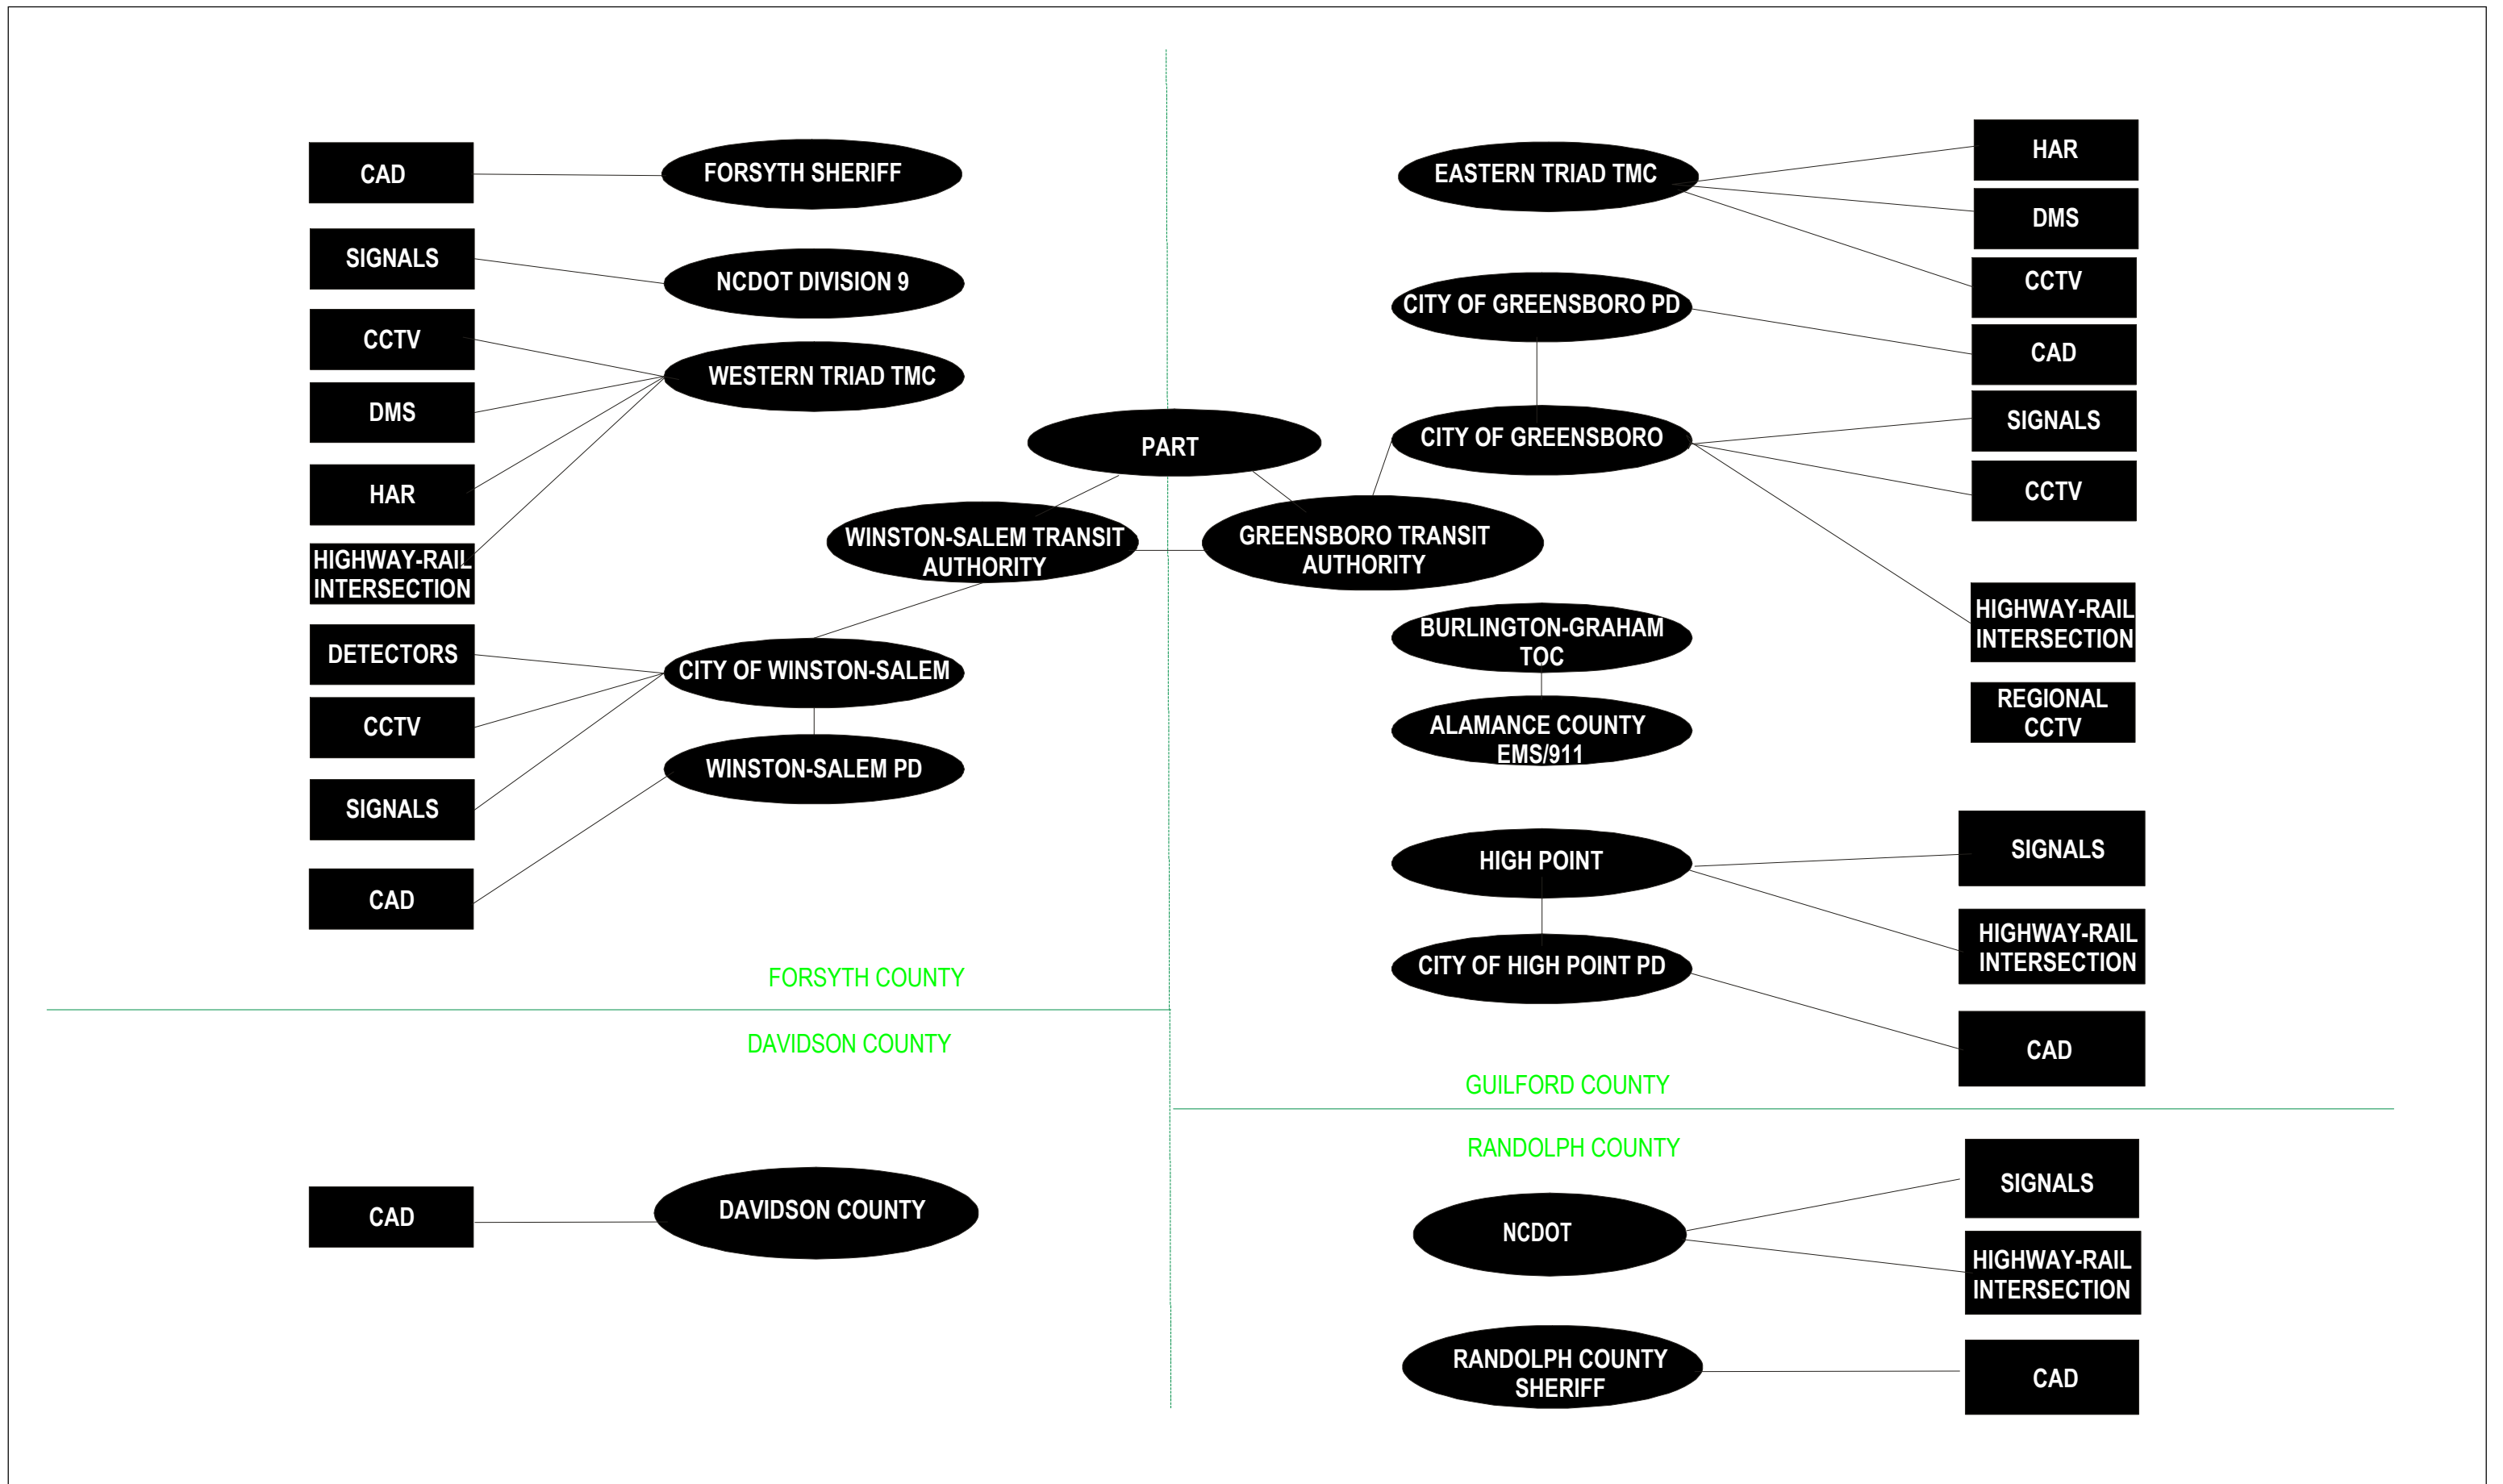 CAD
FORSYTH SHERIFF
SIGNALS
NCDOT DIVISION 9
CCTV
WESTERN TRIAD TMC
DMS
HAR
HIGHWAY-RAIL
INTERSECTION
PART
WINSTON-SALEM TRANSIT
AUTHORITY
DETECTORS
CITY OF WINSTON-SALEM
CCTV
WINSTON-SALEM PD
SIGNALS
CAD
FORSYTH COUNTY
EASTERN TRIAD TMC
HAR
DMS
CCTV
CITY OF GREENSBORO PD
CAD
CITY OF GREENSBORO
SIGNALS
CCTV
GREENSBORO TRANSIT
AUTHORITY
HIGHWAY-RAIL
INTERSECTION
BURLINGTON-GRAHAM
TOC
REGIONAL
CCTV
ALAMANCE COUNTY
EMS/911
HIGH POINT
SIGNALS
HIGHWAY-RAIL
INTERSECTION
CITY OF HIGH POINT PD
CAD
GUILFORD COUNTY
DAVIDSON COUNTY
CAD
DAVIDSON COUNTY
RANDOLPH COUNTY
NCDOT
SIGNALS
HIGHWAY-RAIL
INTERSECTION
RANDOLPH COUNTY
SHERIFF
CAD